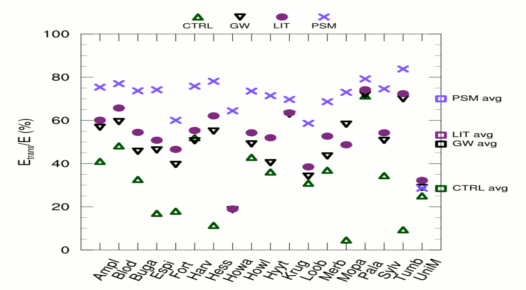 CTRL GW LIT PSM
100
80
60
40
20
0
E_trans/E (%)
PSM avg
LIT avg
GW avg
CTRL avg
Ampl Blod Buga Espi Fort Harv Hess Howa Howl Hyyt Krug Loob Merb Mopa Pala Sylv Tumb UniM